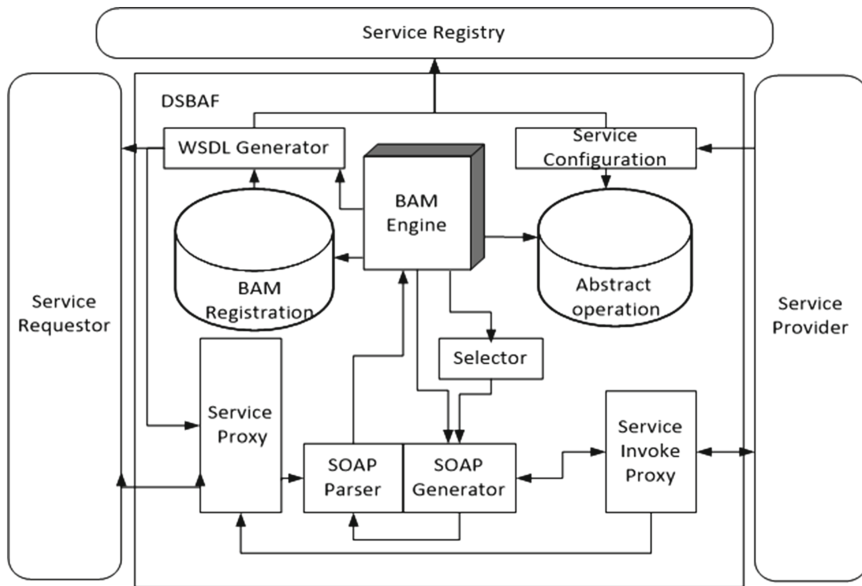 Service Registry
DSBAF
WSDL Generator
Service
Configuration
BAM
Engine
BAM
Registration
Abstract
operation
Service
Requestor
Service
Provider
Selector
Service
Proxy
SOAP
Parser
SOAP
Generator
Service
Invoke
Proxy